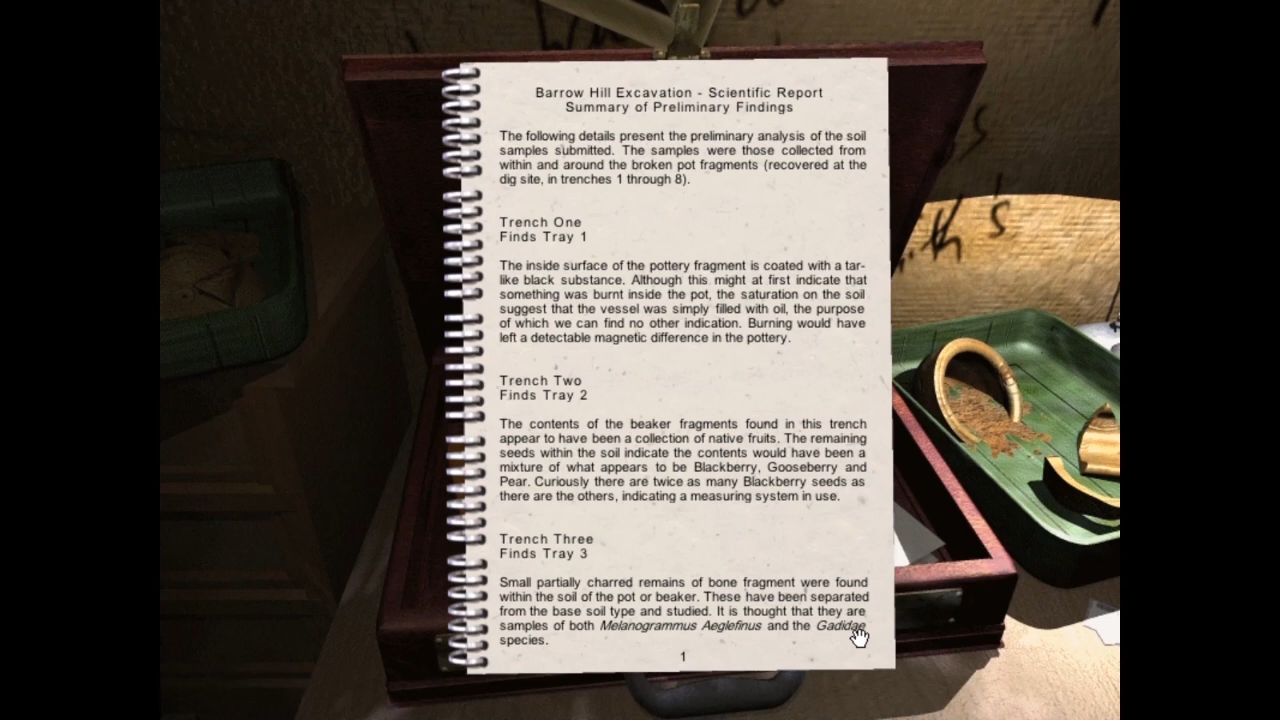 Barrow Hill Excavation - Scientific Report
Summary of Preliminary Findings
The following details present the preliminary analysis of the soil
samples submitted. The samples were those collected from
within and around the broken pot fragments (recovered at the
dig site, in trenches 1 through 8).
Trench One
Finds Tray 1
The inside surface of the pottery fragment is coated with a tar-
like black substance. Although this might at first indicate that
something was burnt inside the pot, the saturation on the soil
suggest that the vessel was simply filled with oil, the purpose
of which we can find no other indication. Burning would have
left a detectable magnetic difference in the pottery.
Trench Two
Finds Tray 2
The contents of the beaker fragments found in this trench
appear to have been a collection of native fruits. The remaining
seeds within the soil indicate the contents would have been a
mixture of what appears to be Blackberry, Gooseberry and
Pear. Curiously there are twice as many Blackberry seeds as
there are the others, indicating a measuring system in use.
Trench Three
Finds Tray 3
Small partially charred remains of bone fragment were found
within the soil of the pot or beaker. These have been separated
from the base soil type and studied. It is thought that they are
samples of both Melanogrammus Aeglefinus and the Gadidae
species.
1